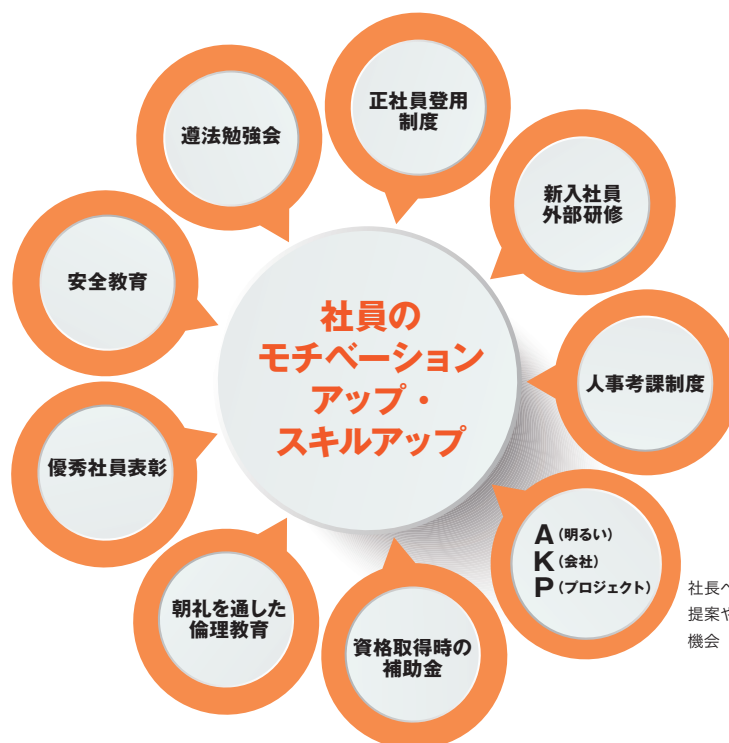 正社員登用
制度
新入社員
外部研修
人事考課制度
A(明るい)
K(会社)
P(プロジェクト)
社長へ
提案や
機会
資格取得時の
補助金
朝礼を通した
倫理教育
優秀社員表彰
安全教育
遵法勉強会
社員の
モチベーション
アップ・
スキルアップ